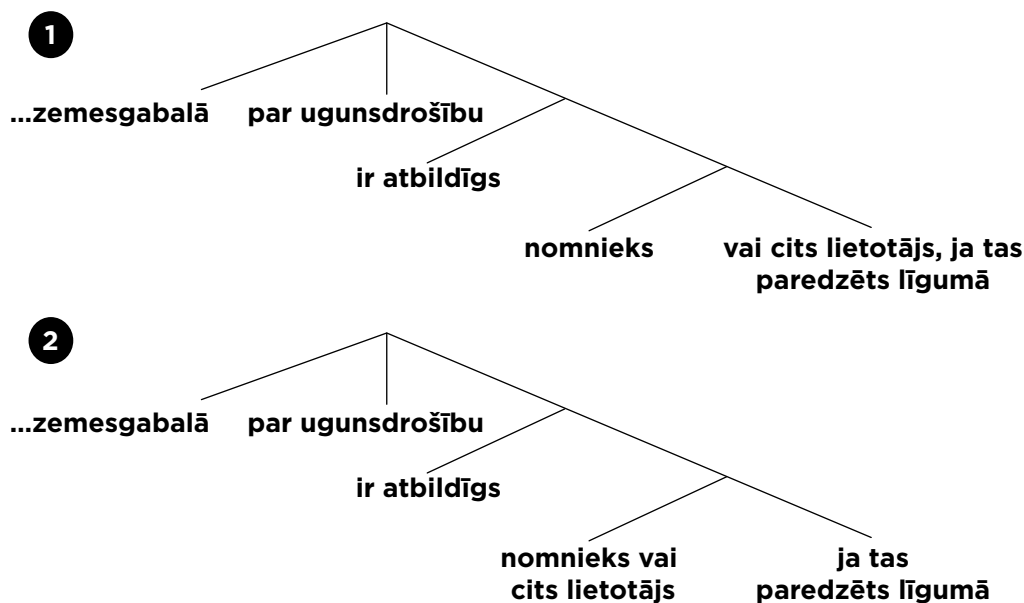 1
...zemesgabalā par ugunsdrošību
ir atbildīgs
nomnieks vai cits lietotājs, ja tas
paredzēts līgumā
2
...zemesgabalā par ugunsdrošību
ir atbildīgs
nomnieks vai ja tas
cits lietotājs paredzēts līgumā